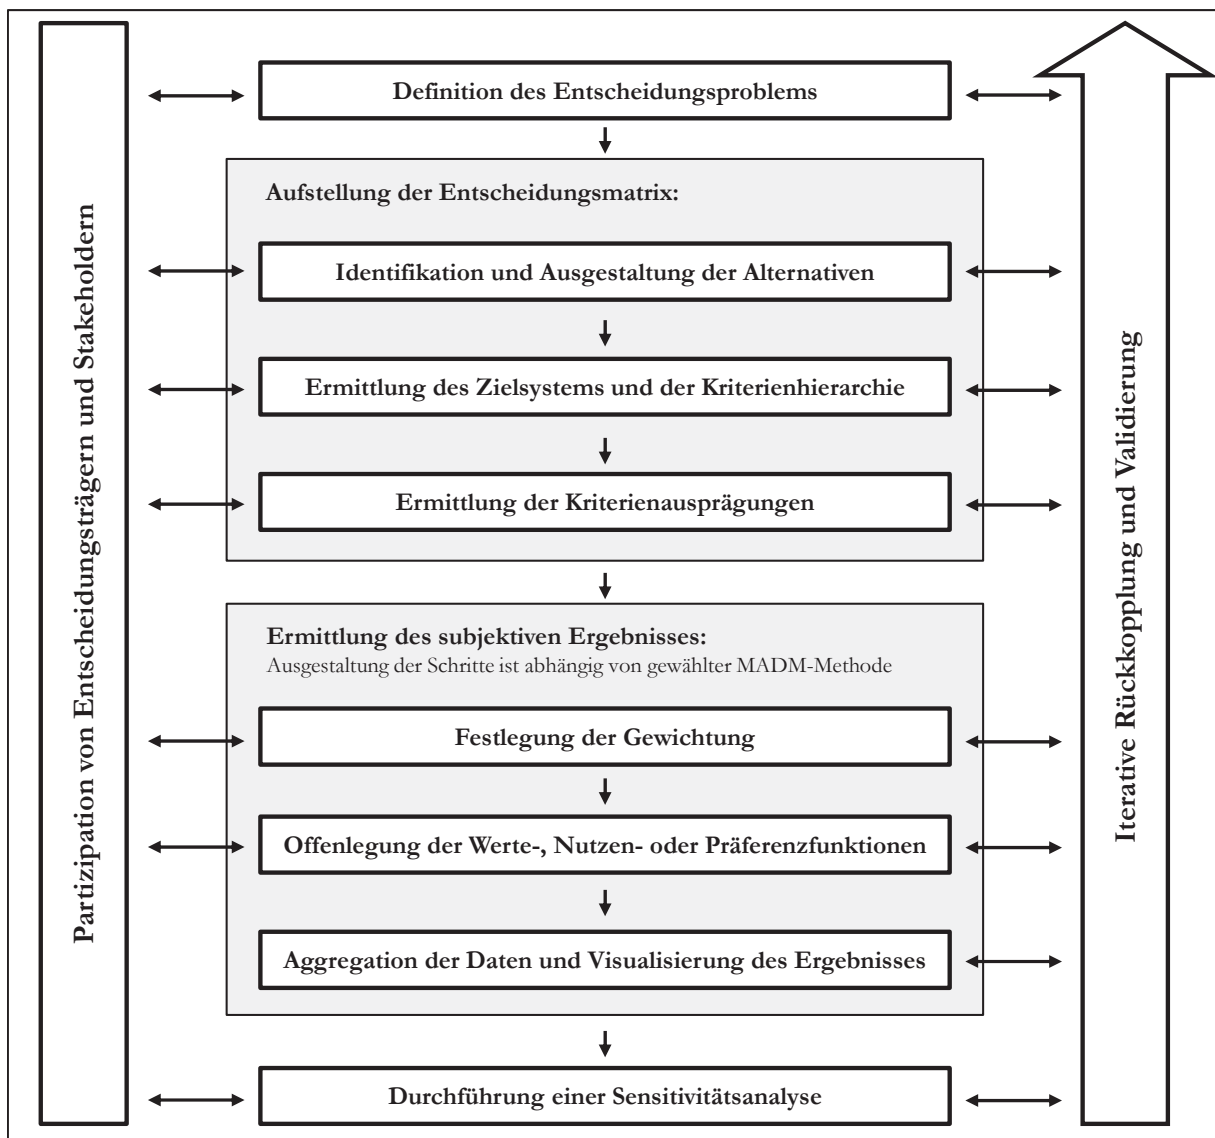 Partizipation von Entscheidungsträgern und Stakeholdern
Definition des Entscheidungsproblems
Aufstellung der Entscheidungsmatrix:
Identifikation und Ausgestaltung der Alternativen
Ermittlung des Zielsystems und der Kriterienhierarchie
Ermittlung der Kriterienausprägungen
Ermittlung des subjektiven Ergebnisses:
Ausgestaltung der Schritte ist abhängig von gewählter MADM-Methode
Festlegung der Gewichtung
Offenlegung der Werte-, Nutzen- oder Präferenzfunktionen
Aggregation der Daten und Visualisierung des Ergebnisses
Durchführung einer Sensitivitätsanalyse
Iterative Rückkopplung und Validierung